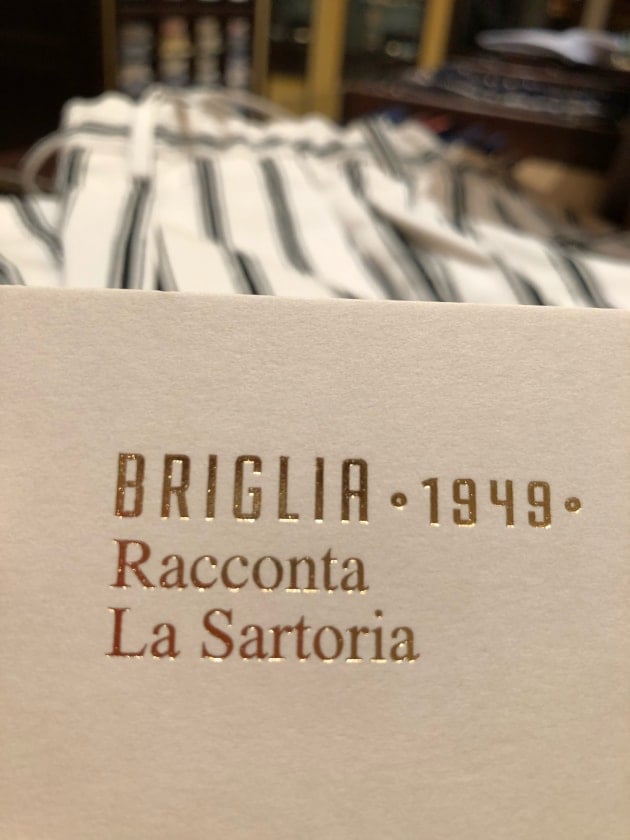 BRIGLIA • 1949 •
Racconta
La Sartoria